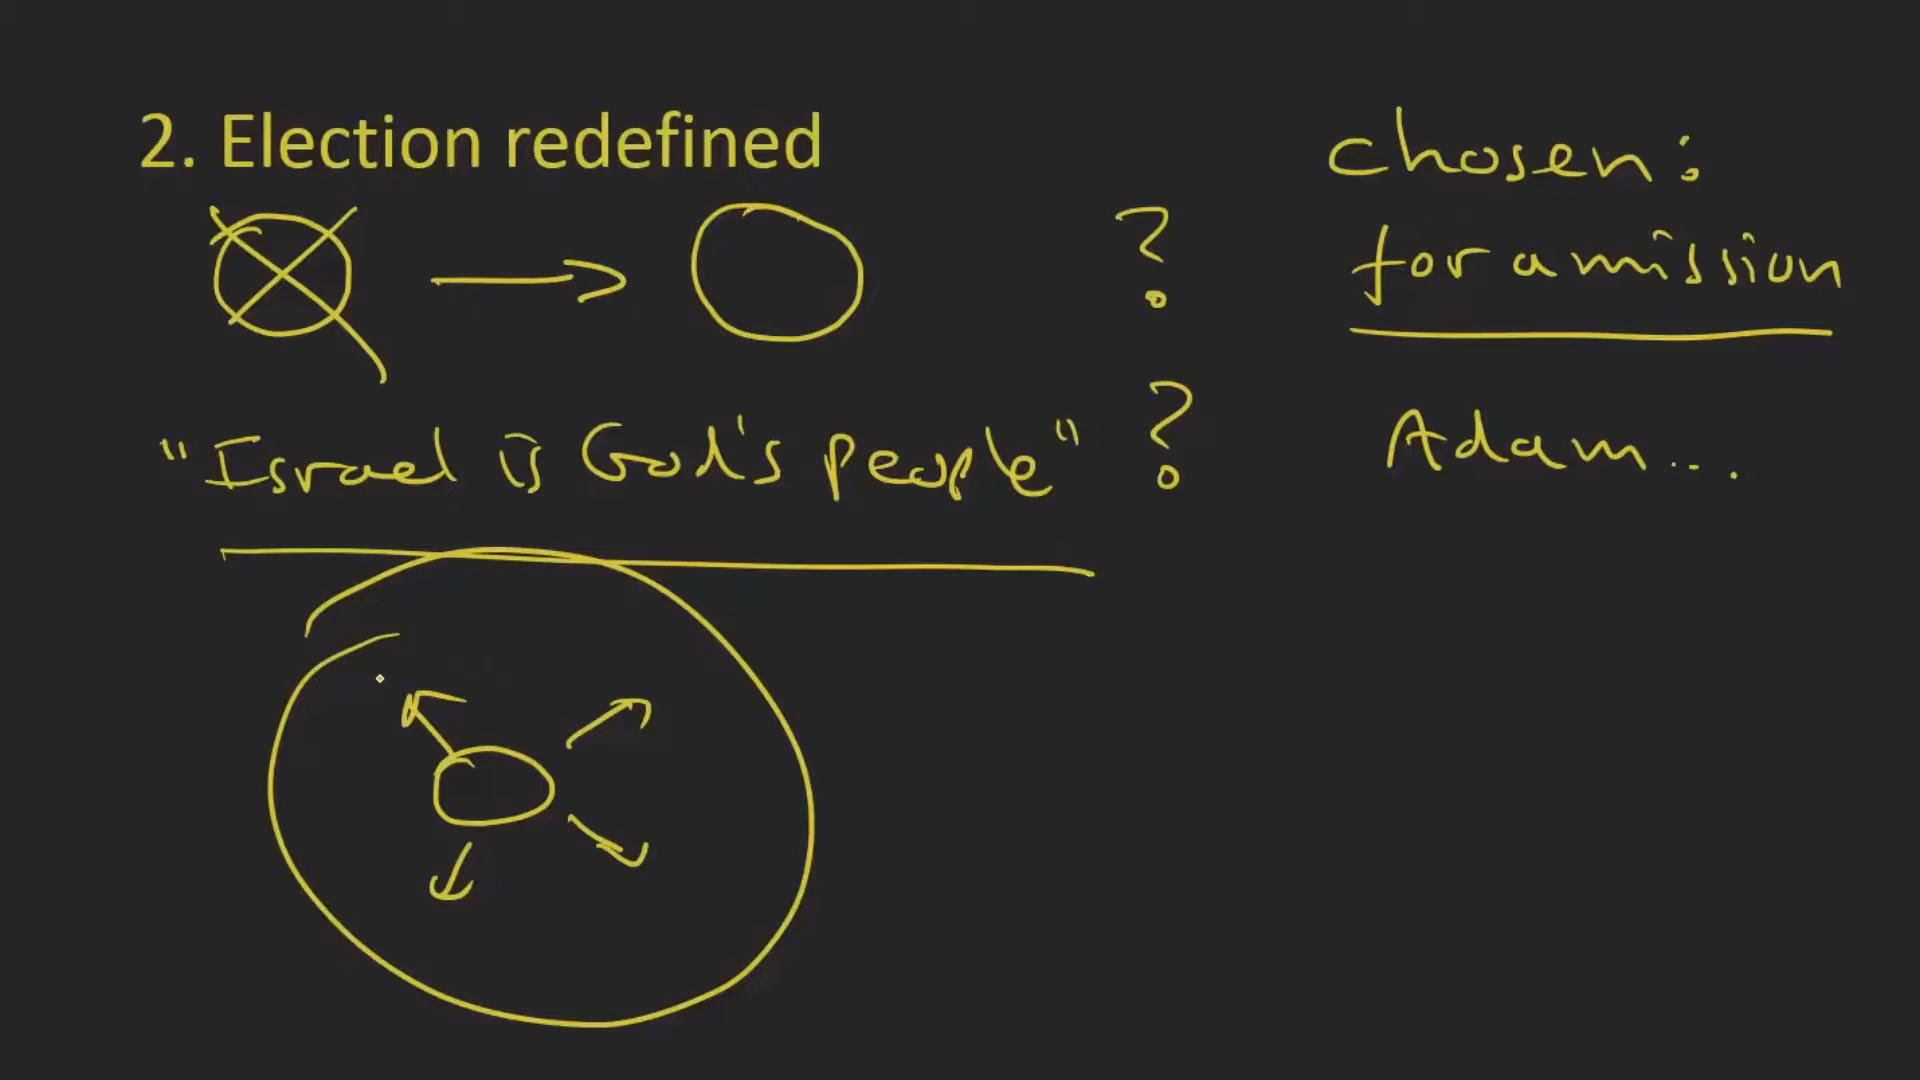 2. Election redefined
chosen:
?
for a mission
"Israel is God's people" ?
Adam...